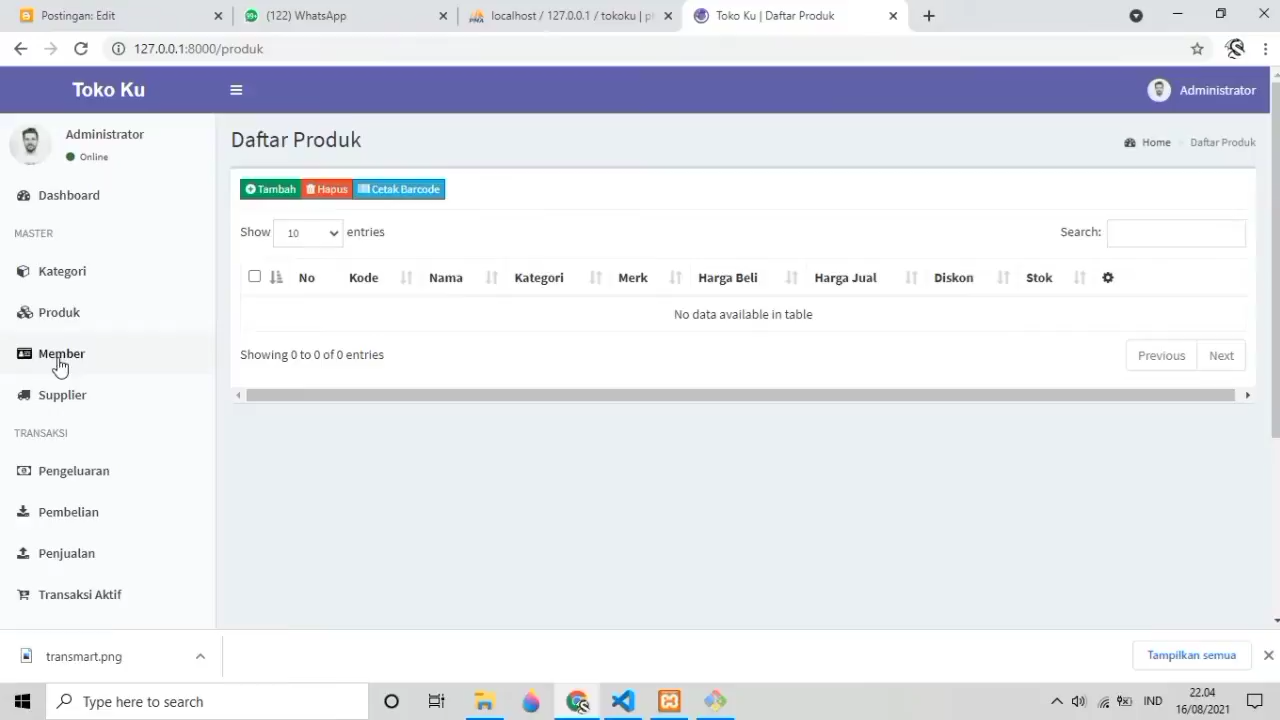 Postingan: Edit
99+ (122) WhatsApp
localhost / 127.0.0.1 / tokoku | p
Toko Ku | Daftar Produk
127.0.0.1:8000/produk
Toko Ku
Administrator
Administrator
Online
Daftar Produk
Home Daftar Produk
Dashboard
Tambah Hapus Cetak Barcode
MASTER
Show 10 entries Search:
Kategori
No Kode Nama Kategori Merk Harga Beli Harga Jual Diskon Stok
Produk
No data available in table
Member
Showing 0 to 0 of 0 entries
Previous Next
Supplier
TRANSAKSI
Pengeluaran
Pembelian
Penjualan
Transaksi Aktif
transmart.png
Tampilkan semua
Type here to search
IND
22.04
16/08/2021